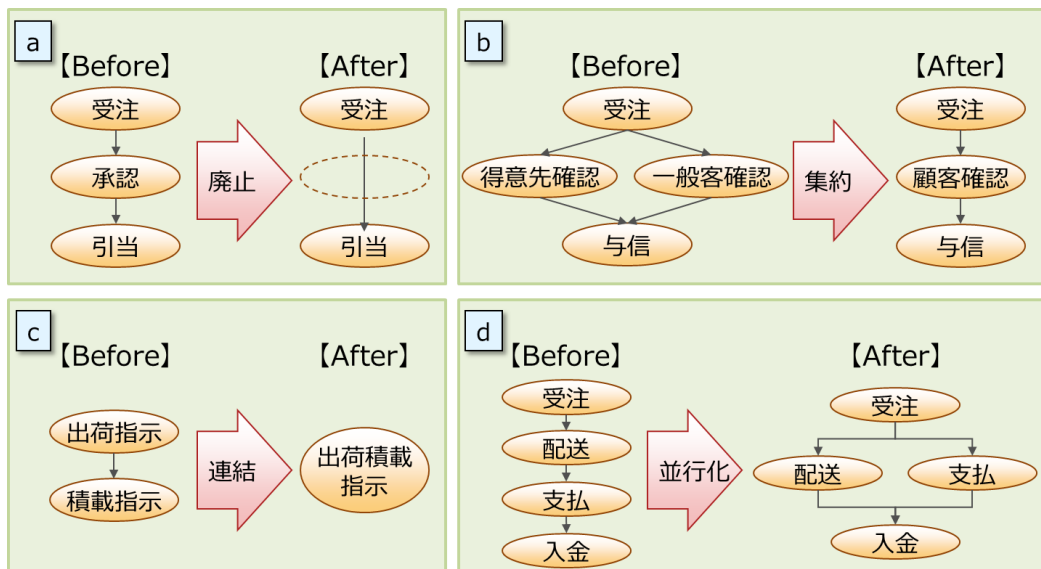 a
【Before】
【After】
受注
承認
引当
廃止
受注
引当
b
【Before】
【After】
受注
得意先確認
一般客確認
与信
集約
受注
顧客確認
与信
c
【Before】
【After】
出荷指示
積載指示
連結
出荷積載
指示
d
【Before】
【After】
受注
配送
支払
入金
並行化
受注
配送
支払
入金